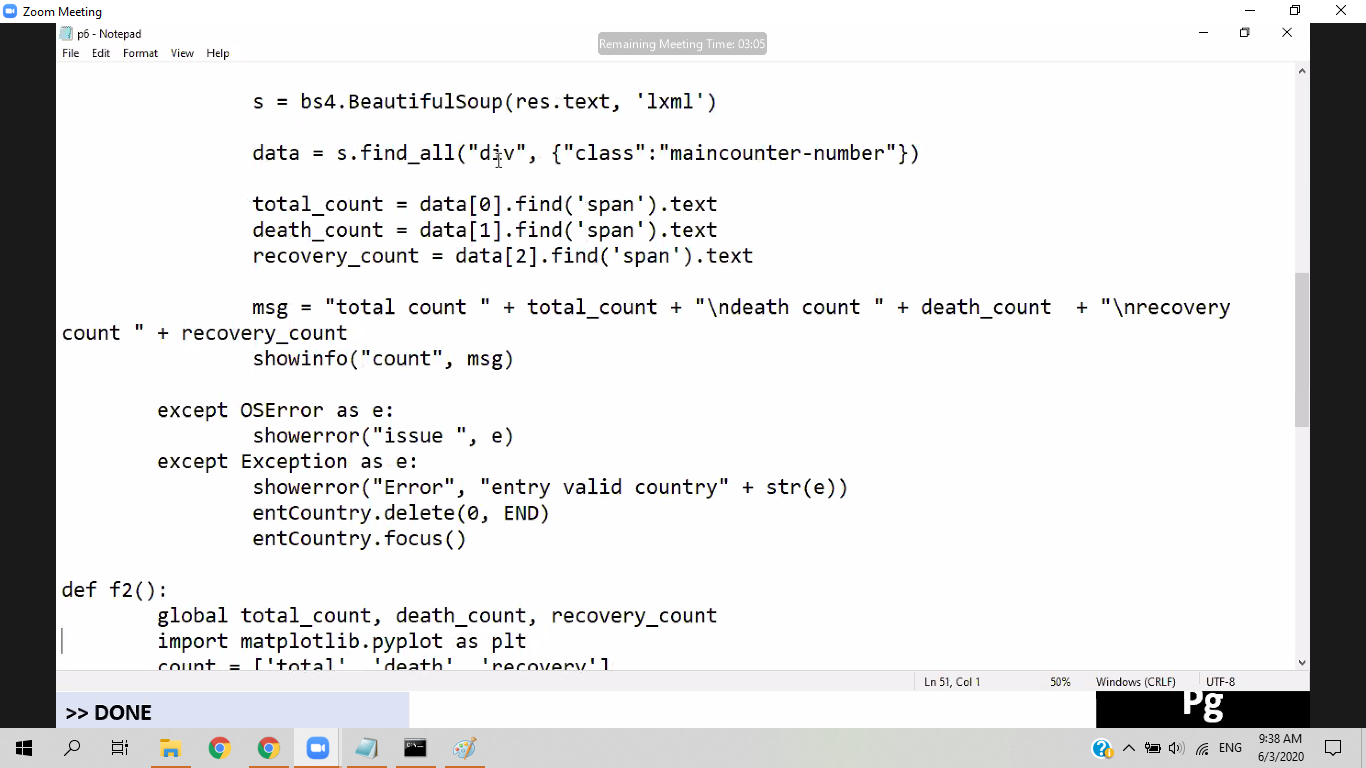 Zoom Meeting
p6 - Notepad
Remaining Meeting Time: 03:05
File Edit Format View Help
s = bs4.BeautifulSoup(res.text, 'lxml')
data = s.find_all("div", {"class":"maincounter-number"})
total_count = data[0].find('span').text
death_count = data[1].find('span').text
recovery_count = data[2].find('span').text
msg = "total count " + total_count + "\ndeath count " + death_count  + "\nrecovery
count " + recovery_count
showinfo("count", msg)
except OSError as e:
showerror("issue ", e)
except Exception as e:
showerror("Error", "entry valid country" + str(e))
entCountry.delete(0, END)
entCountry.focus()
def f2():
global total_count, death_count, recovery_count
import matplotlib.pyplot as plt
count = ['total', 'death', 'recovery']
Ln 51, Col 1 50% Windows (CRLF) UTF-8
>> DONE
Pg
ENG
9:38 AM
6/3/2020